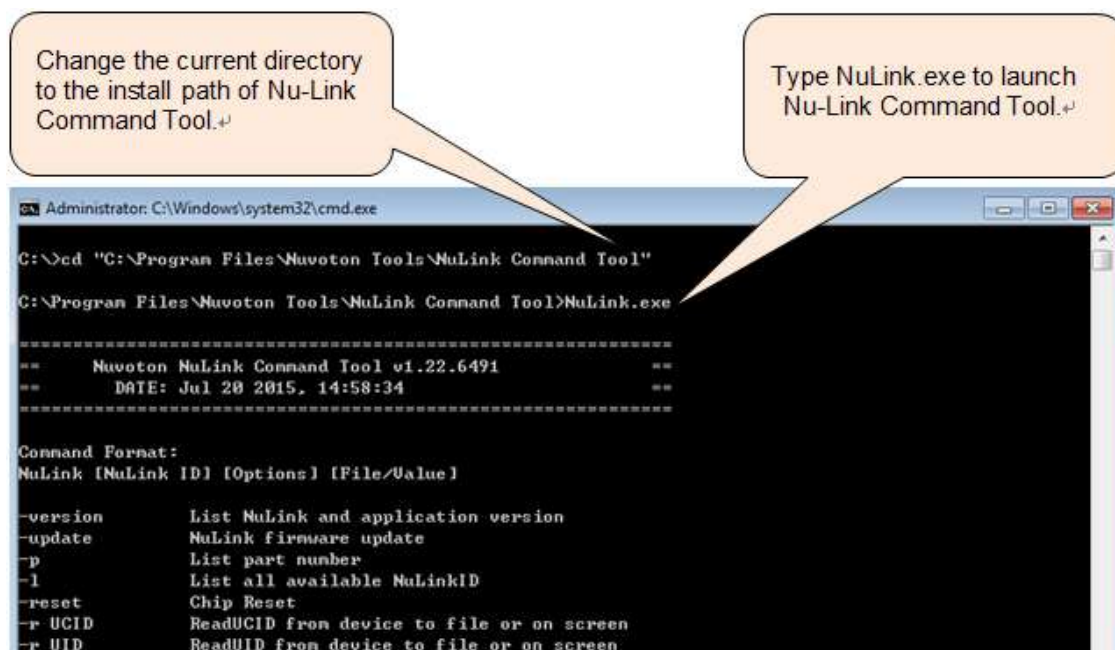 Change the current directory
to the install path of Nu-Link
Command Tool.↵
Type NuLink.exe to launch
Nu-Link Command Tool.↵
Administrator: C:\Windows\system32\cmd.exe
C:\>cd "C:\Program Files\Nuvoton Tools\NuLink Command Tool"
C:\Program Files\Nuvoton Tools\NuLink Command Tool>NuLink.exe
==============================================================
==     Nuvoton NuLink Command Tool v1.22.6491               ==
==       DATE: Jul 20 2015, 14:58:34                        ==
==============================================================
Command Format:
NuLink [NuLink ID] [Options] [File/Value]
-version        List NuLink and application version
-update         NuLink firmware update
-p              List part number
-l              List all available NuLinkID
-reset          Chip Reset
-r UCID         ReadUCID from device to file or on screen
-r UID          ReadUID from device to file or on screen